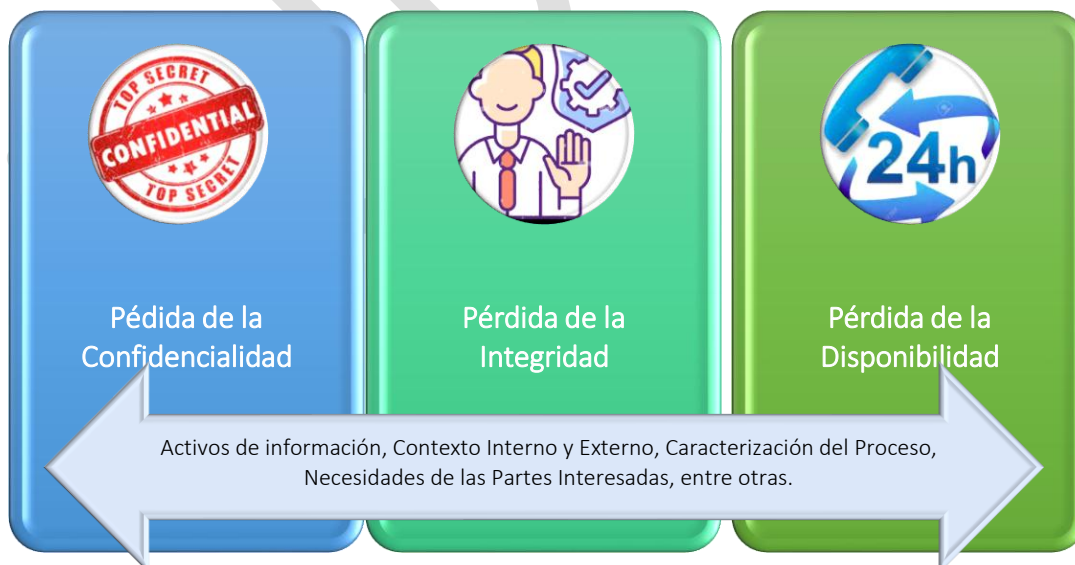 TOP SECRET
CONFIDENTIAL
TOP SECRET
24h
Pédida de la
Confidencialidad
Pérdida de la
Integridad
Pérdida de la
Disponibilidad
Activos de información, Contexto Interno y Externo, Caracterización del Proceso,
Necesidades de las Partes Interesadas, entre otras.